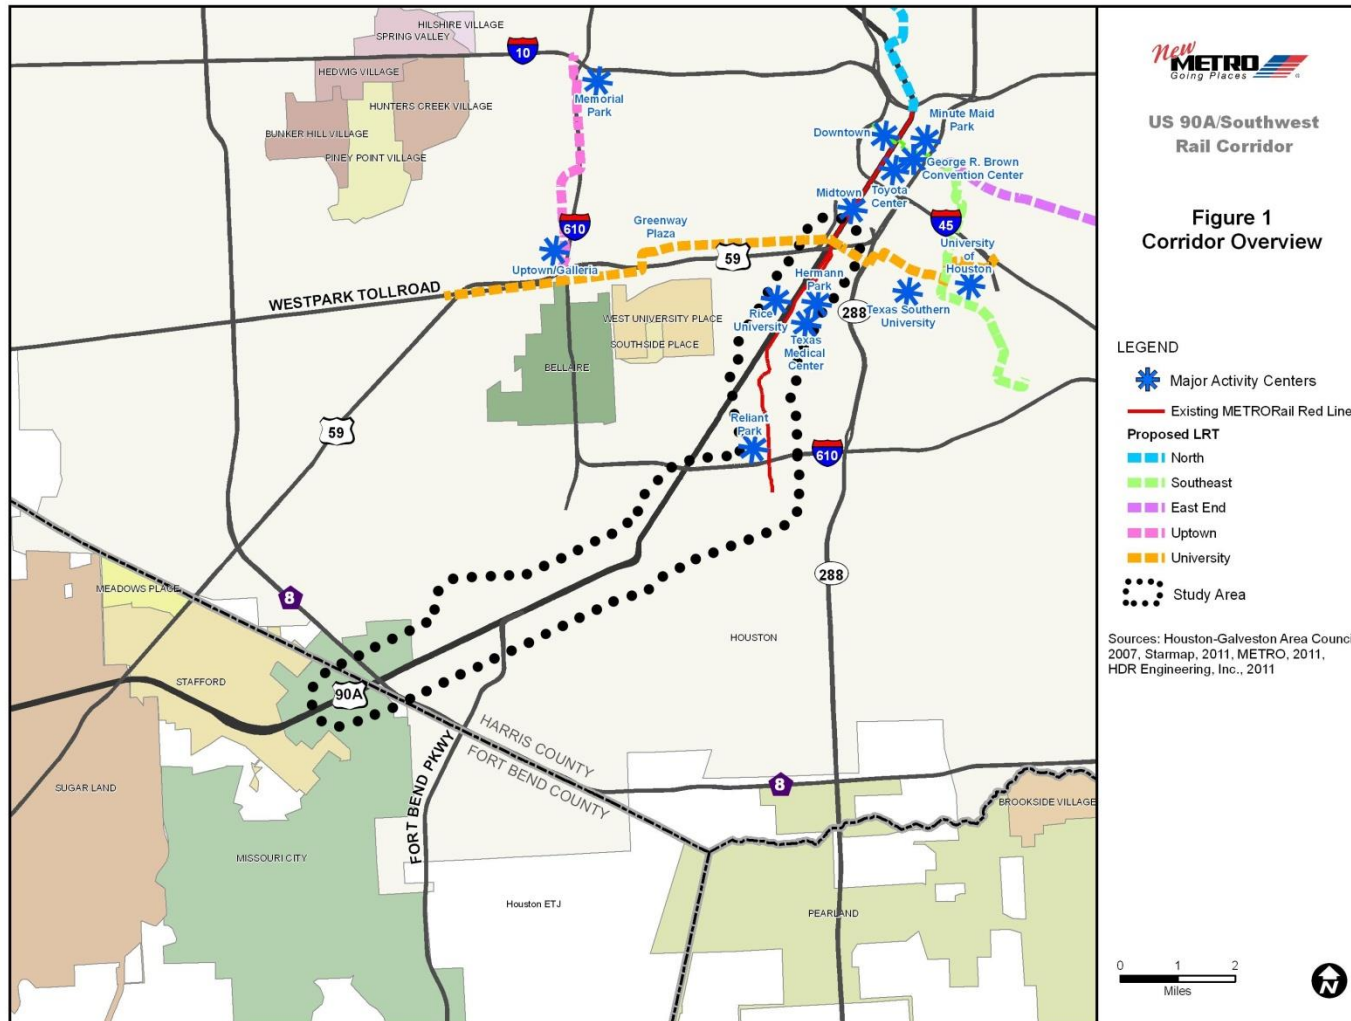 HILSHIRE VILLAGE
SPRING VALLEY
10
HEDWIG VILLAGE
HUNTERS CREEK VILLAGE
BUNKER HILL VILLAGE
PINEY POINT VILLAGE
Memorial
Park
Downtown
Minute Maid
Park
George R. Brown
Convention Center
Toyota
Center
Midtown
610
Greenway
Plaza
45
University
of
Houston
59
Uptown/Galleria
WESTPARK TOLLROAD
Hermann
Park
Rice
University
288
Texas Southern
University
Texas
Medical
Center
WEST UNIVERSITY PLACE
SOUTHSIDE PLACE
BELLAIRE
59
Reliant
Park
610
MEADOWS PLACE
8
288
HOUSTON
STAFFORD
90A
HARRIS COUNTY
FORT BEND COUNTY
FORT BEND PKWY
SUGAR LAND
8
BROOKSIDE VILLAGE
MISSOURI CITY
Houston ETJ
PEARLAND
New
METRO
Going Places
US 90A/Southwest
Rail Corridor
Figure 1
Corridor Overview
LEGEND
Major Activity Centers
Existing METRORail Red Line
Proposed LRT
North
Southeast
East End
Uptown
University
Study Area
Sources: Houston-Galveston Area Counci
2007, Starmap, 2011, METRO, 2011,
HDR Engineering, Inc., 2011
0 1 2
Miles
N